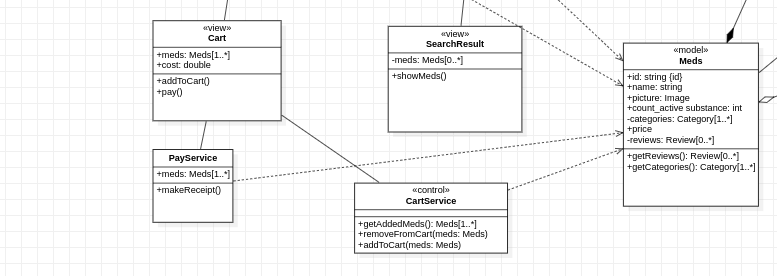 «view»
Cart
+meds: Meds[1..*]
+cost: double
+addToCart()
+pay()
«view»
SearchResult
-meds: Meds[0..*]
+showMeds()
«model»
Meds
+id: string {id}
+name: string
+picture: Image
+count_active substance: int
-categories: Category[1..*]
+price
-reviews: Review[0..*]
+getReviews(): Review[0..*]
+getCategories(): Category[1..*]
PayService
+meds: Meds[1..*]
+makeReceipt()
«control»
CartService
+getAddedMeds(): Meds[1..*]
+removeFromCart(meds: Meds)
+addToCart(meds: Meds)